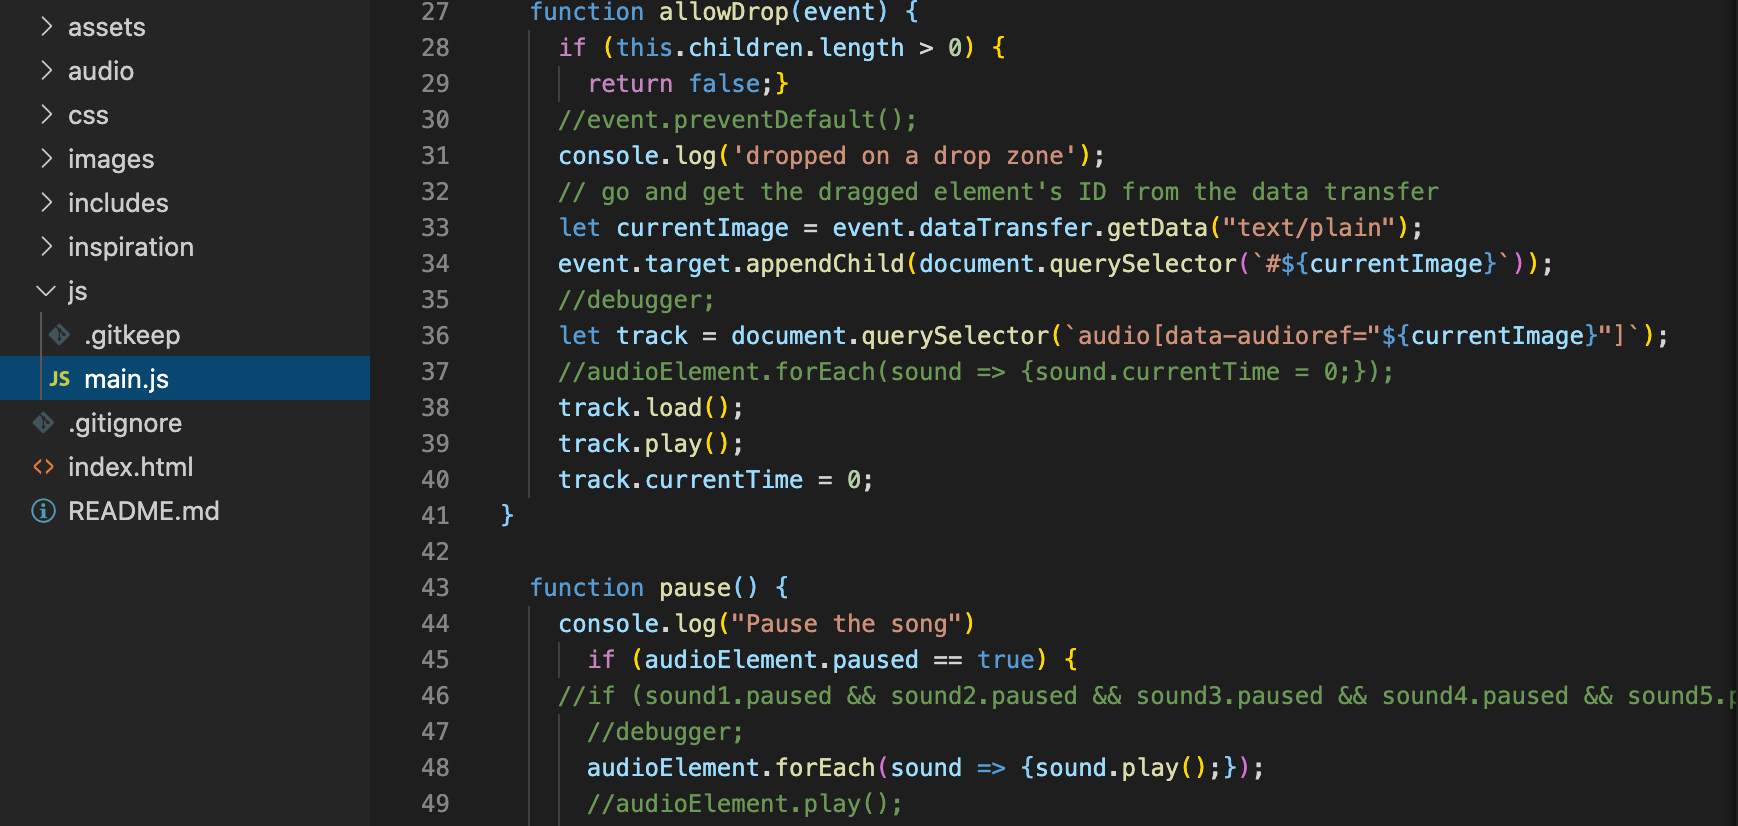 assets
audio
css
images
includes
inspiration
js
.gitkeep
JS main.js
.gitignore
index.html
README.md
27 function allowDrop(event) {
28 if (this.children.length > 0) {
29 return false;}
30 //event.preventDefault();
31 console.log('dropped on a drop zone');
32 // go and get the dragged element's ID from the data transfer
33 let currentImage = event.dataTransfer.getData("text/plain");
34 event.target.appendChild(document.querySelector(`#${currentImage}`));
35 //debugger;
36 let track = document.querySelector(`audio[data-audioref="${currentImage}"]`);
37 //audioElement.forEach(sound => {sound.currentTime = 0;});
38 track.load();
39 track.play();
40 track.currentTime = 0;
41 }
42
43 function pause() {
44 console.log("Pause the song")
45 if (audioElement.paused == true) {
46 //if (sound1.paused && sound2.paused && sound3.paused && sound4.paused && sound5.
47 //debugger;
48 audioElement.forEach(sound => {sound.play();});
49 //audioElement.play();